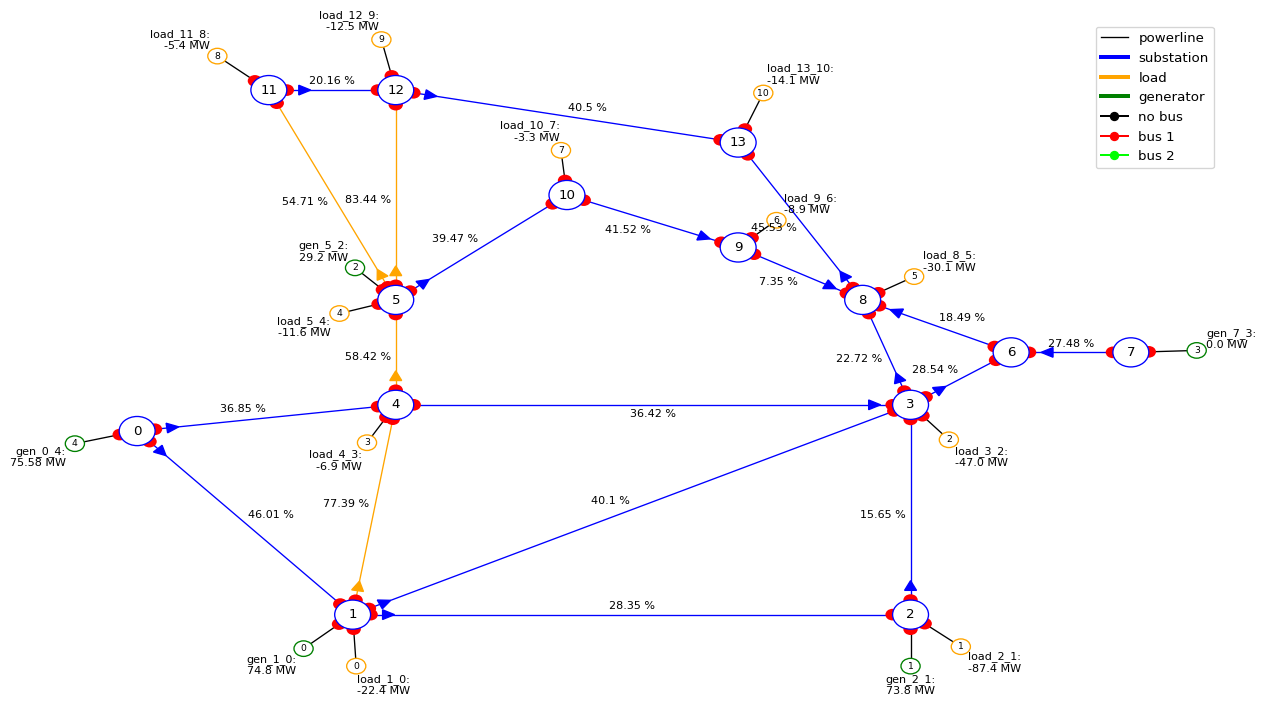 load_12_9:
-12.5 MW
9
load_11_8:
-5.4 MW
8
powerline
substation
load
generator
no bus
bus 1
bus 2
load_13_10:
-14.1 MW
10
11
20.16 %
12
40.5 %
13
load_10_7:
-3.3 MW
7
54.71 %
83.44 %
10
load_9_6:
-8.9 MW
6
45.53 %
39.47 %
41.52 %
9
gen_5_2:
29.2 MW
2
load_8_5:
-30.1 MW
5
7.35 %
4
5
8
load_5_4:
-11.6 MW
18.49 %
gen_7_3:
0.0 MW
3
27.48 %
6
7
58.42 %
22.72 %
28.54 %
36.85 %
4
36.42 %
3
0
4
gen_0_4:
75.58 MW
3
load_4_3:
-6.9 MW
2
load_3_2:
-47.0 MW
77.39 %
40.1 %
46.01 %
15.65 %
28.35 %
1
2
0
gen_1_0:
74.8 MW
0
load_1_0:
-22.4 MW
1
gen_2_1:
73.8 MW
1
load_2_1:
-87.4 MW